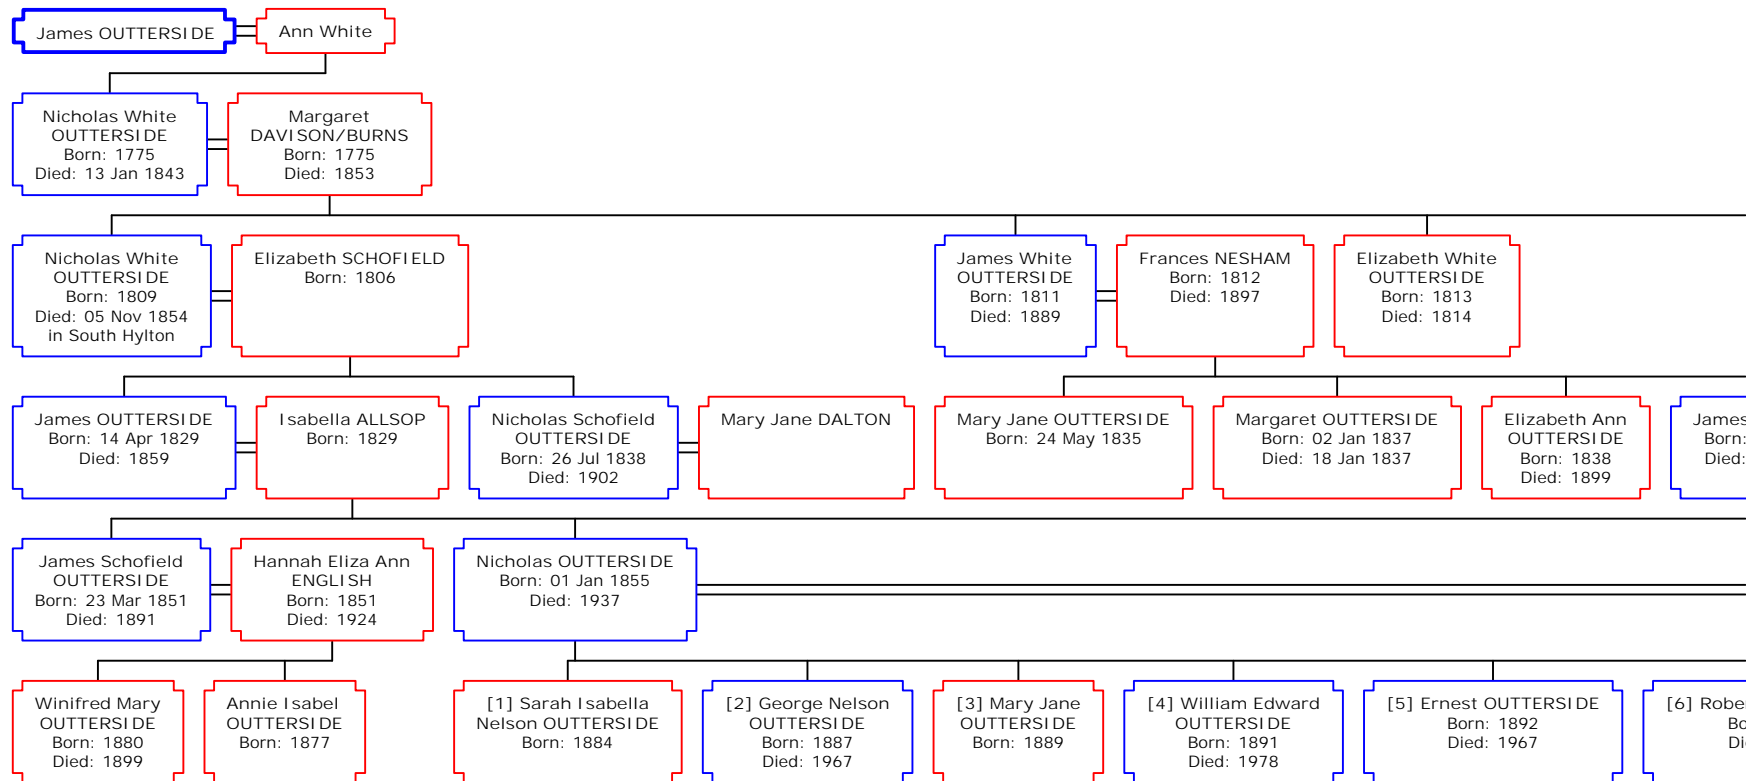 James OUTTERSIDE
Ann White
Nicholas White
OUTTERSIDE
Born: 1775
Died: 13 Jan 1843
Margaret
DAVISON/BURNS
Born: 1775
Died: 1853
Nicholas White
OUTTERSIDE
Born: 1809
Died: 05 Nov 1854
in South Hylton
Elizabeth SCHOFIELD
Born: 1806
James White
OUTTERSIDE
Born: 1811
Died: 1889
Frances NESHAM
Born: 1812
Died: 1897
Elizabeth White
OUTTERSIDE
Born: 1813
Died: 1814
James OUTTERSIDE
Born: 14 Apr 1829
Died: 1859
Isabella ALLSOP
Born: 1829
Nicholas Schofield
OUTTERSIDE
Born: 26 Jul 1838
Died: 1902
Mary Jane DALTON
Mary Jane OUTTERSIDE
Born: 24 May 1835
Margaret OUTTERSIDE
Born: 02 Jan 1837
Died: 18 Jan 1837
Elizabeth Ann
OUTTERSIDE
Born: 1838
Died: 1899
James
Born:
Died:
James Schofield
OUTTERSIDE
Born: 23 Mar 1851
Died: 1891
Hannah Eliza Ann
ENGLISH
Born: 1851
Died: 1924
Nicholas OUTTERSIDE
Born: 01 Jan 1855
Died: 1937
Winifred Mary
OUTTERSIDE
Born: 1880
Died: 1899
Annie Isabel
OUTTERSIDE
Born: 1877
[1] Sarah Isabella
Nelson OUTTERSIDE
Born: 1884
[2] George Nelson
OUTTERSIDE
Born: 1887
Died: 1967
[3] Mary Jane
OUTTERSIDE
Born: 1889
[4] William Edward
OUTTERSIDE
Born: 1891
Died: 1978
[5] Ernest OUTTERSIDE
Born: 1892
Died: 1967
[6] Rober
Bo
Di